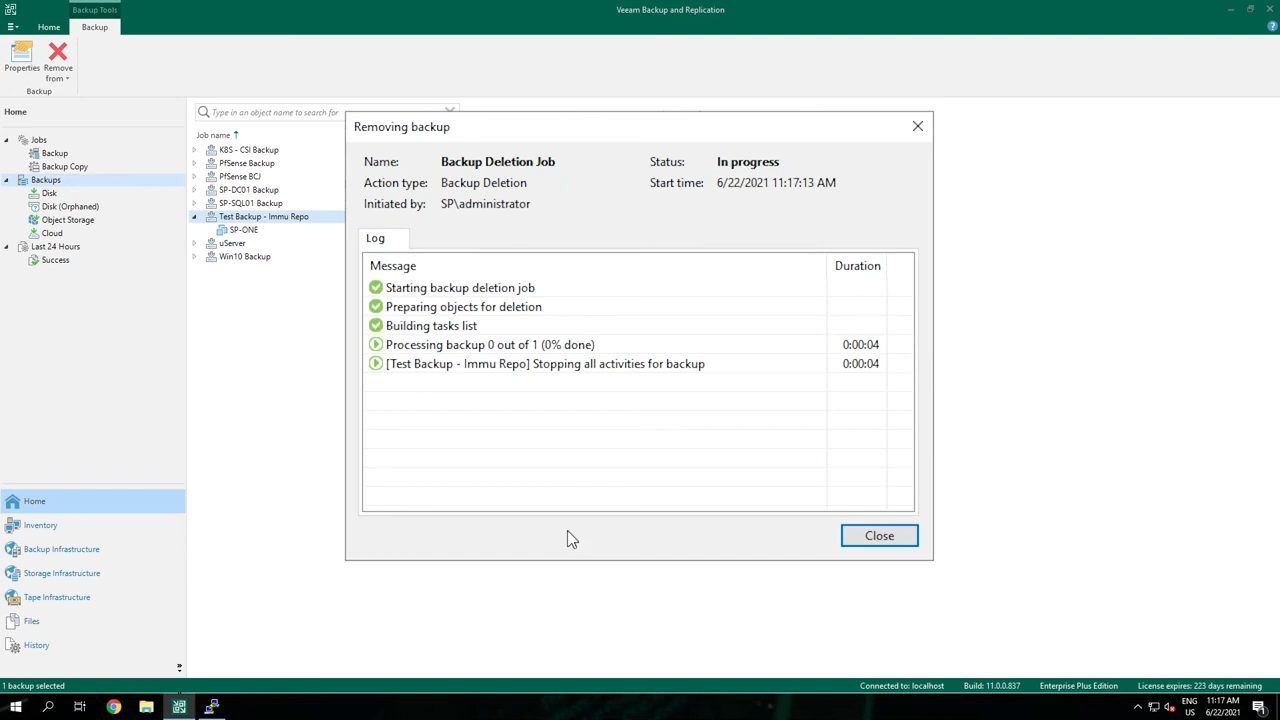 Backup Tools
Veeam Backup and Replication
Home
Backup
Properties
Remove from
Backup
Home
Type in an object name to search for
Jobs
Backup
Backup Copy
Backups
Disk
Disk (Orphaned)
Object Storage
Cloud
Last 24 Hours
Success
Job name
K8S - CSI Backup
PfSense Backup
PfSense BCJ
SP-DC01 Backup
SP-SQL01 Backup
Test Backup - Immu Repo
SP-ONE
uServer
Win10 Backup
Removing backup
Name: Backup Deletion Job Status: In progress
Action type: Backup Deletion Start time: 6/22/2021 11:17:13 AM
Initiated by: SP\administrator
Log
Message Duration
Starting backup deletion job
Preparing objects for deletion
Building tasks list
Processing backup 0 out of 1 (0% done) 0:00:04
[Test Backup - Immu Repo] Stopping all activities for backup 0:00:04
Close
Home
Inventory
Backup Infrastructure
Storage Infrastructure
Tape Infrastructure
Files
History
1 backup selected
Connected to: localhost Build: 11.0.0.837 Enterprise Plus Edition License expires: 223 days remaining
ENG 11:17 AM
US 6/22/2021
1